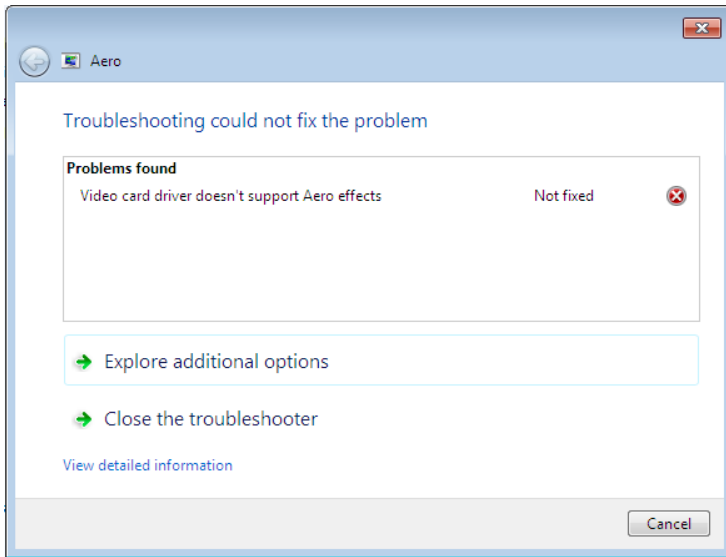 Aero
Troubleshooting could not fix the problem
Problems found
Video card driver doesn't support Aero effects Not fixed
Explore additional options
Close the troubleshooter
View detailed information
Cancel